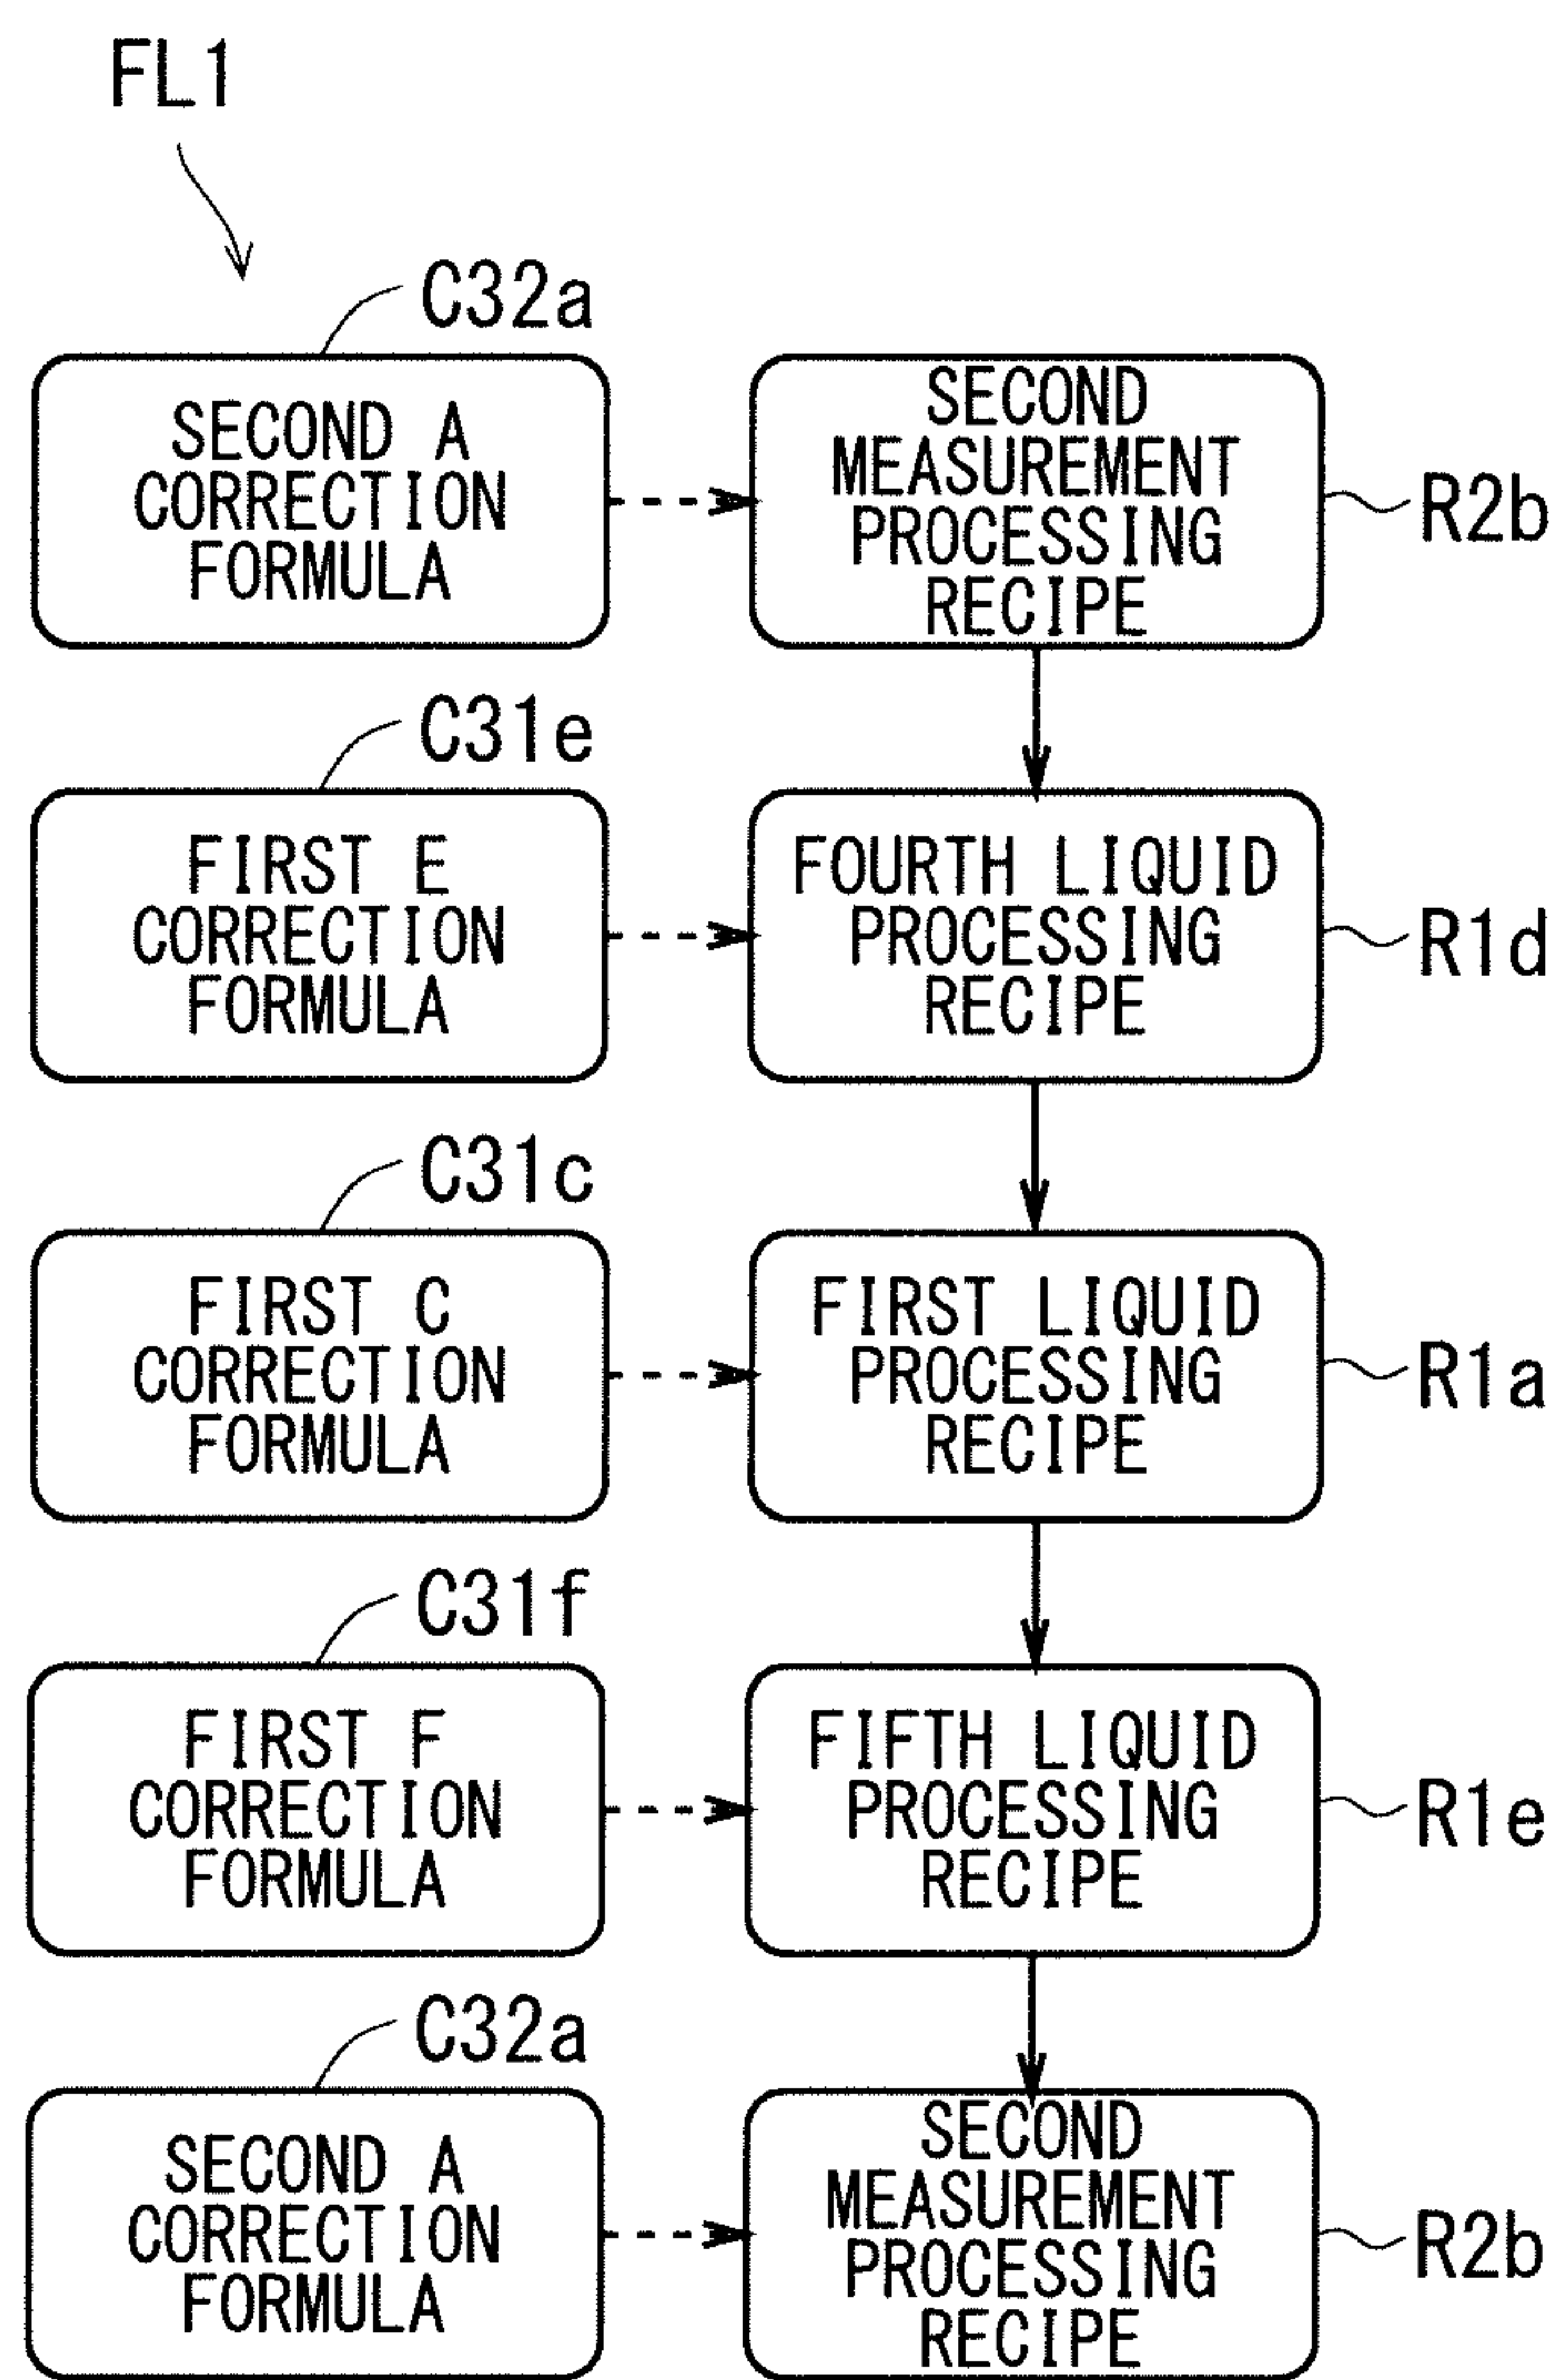 FL1
C32a
SECOND A
CORRECTION
FORMULA
SECOND
MEASUREMENT
PROCESSING
RECIPE
R2b
C31e
FIRST E
CORRECTION
FORMULA
FOURTH LIQUID
PROCESSING
RECIPE
R1d
C31c
FIRST C
CORRECTION
FORMULA
FIRST LIQUID
PROCESSING
RECIPE
R1a
C31f
FIRST F
CORRECTION
FORMULA
FIFTH LIQUID
PROCESSING
RECIPE
R1e
C32a
SECOND A
CORRECTION
FORMULA
SECOND
MEASUREMENT
PROCESSING
RECIPE
R2b